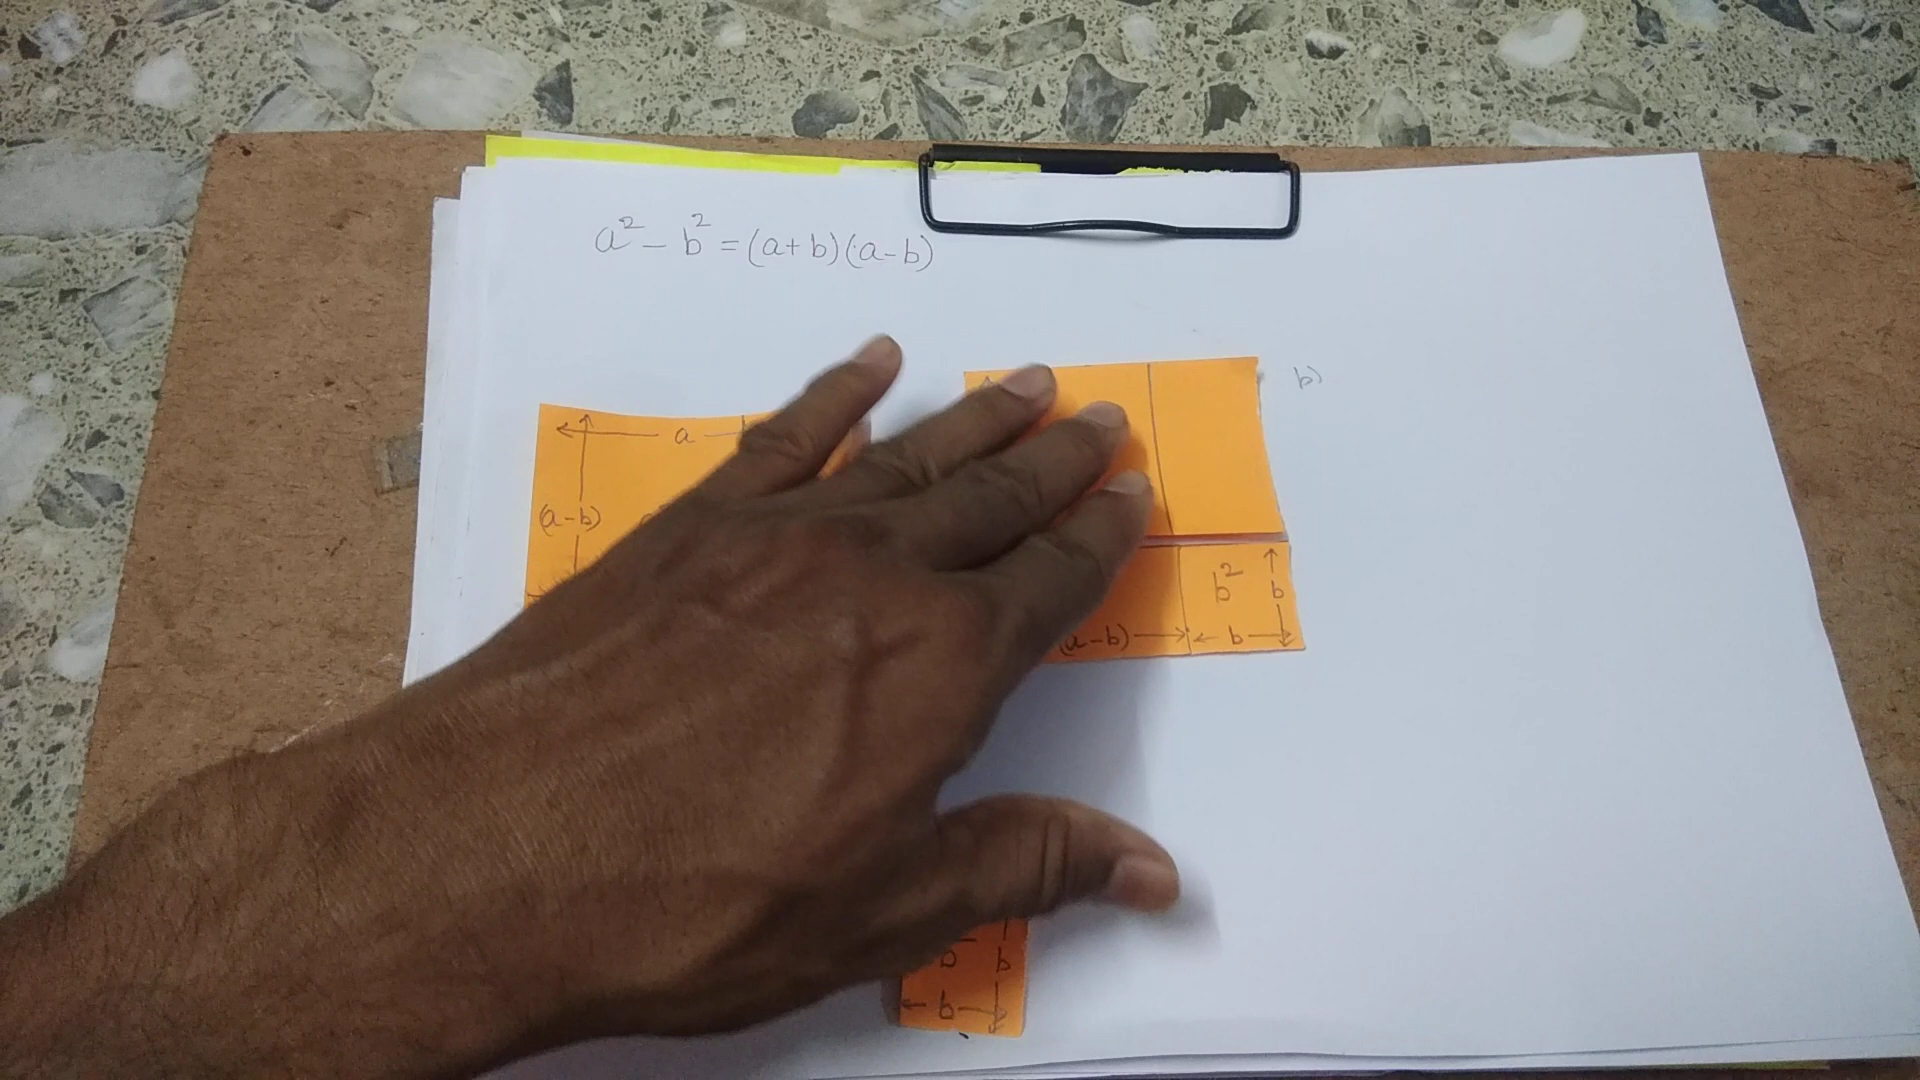 a² - b² = (a+b)(a-b)
b)
a
(a-b)
b²
b
(a-b)
b
b
b
b